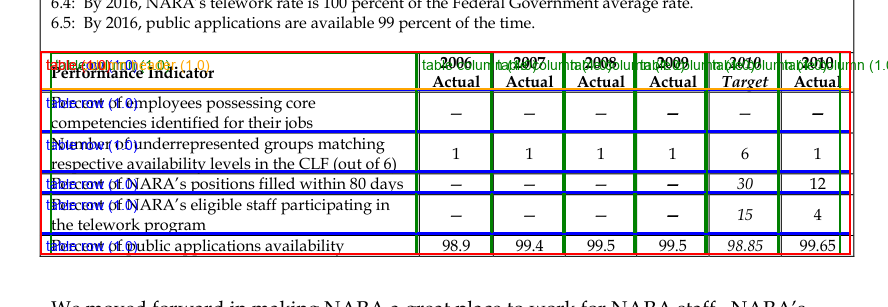 6.4: By 2016, NARA's telework rate is 100 percent of the Federal Government average rate.
6.5: By 2016, public applications are available 99 percent of the time.
Performance Indicator 2006 Actual 2007 Actual 2008 Actual 2009 Actual 2010 Target 2010 Actual
Percent of employees possessing core
competencies identified for their jobs — — — — — —
Number of underrepresented groups matching
respective availability levels in the CLF (out of 6) 1 1 1 1 6 1
Percent of NARA's positions filled within 80 days — — — — 30 12
Percent of NARA's eligible staff participating in
the telework program — — — — 15 4
Percent of public applications availability 98.9 99.4 99.5 99.5 98.85 99.65
We moved forward in making NARA a great place to work for NARA staff. NARA's